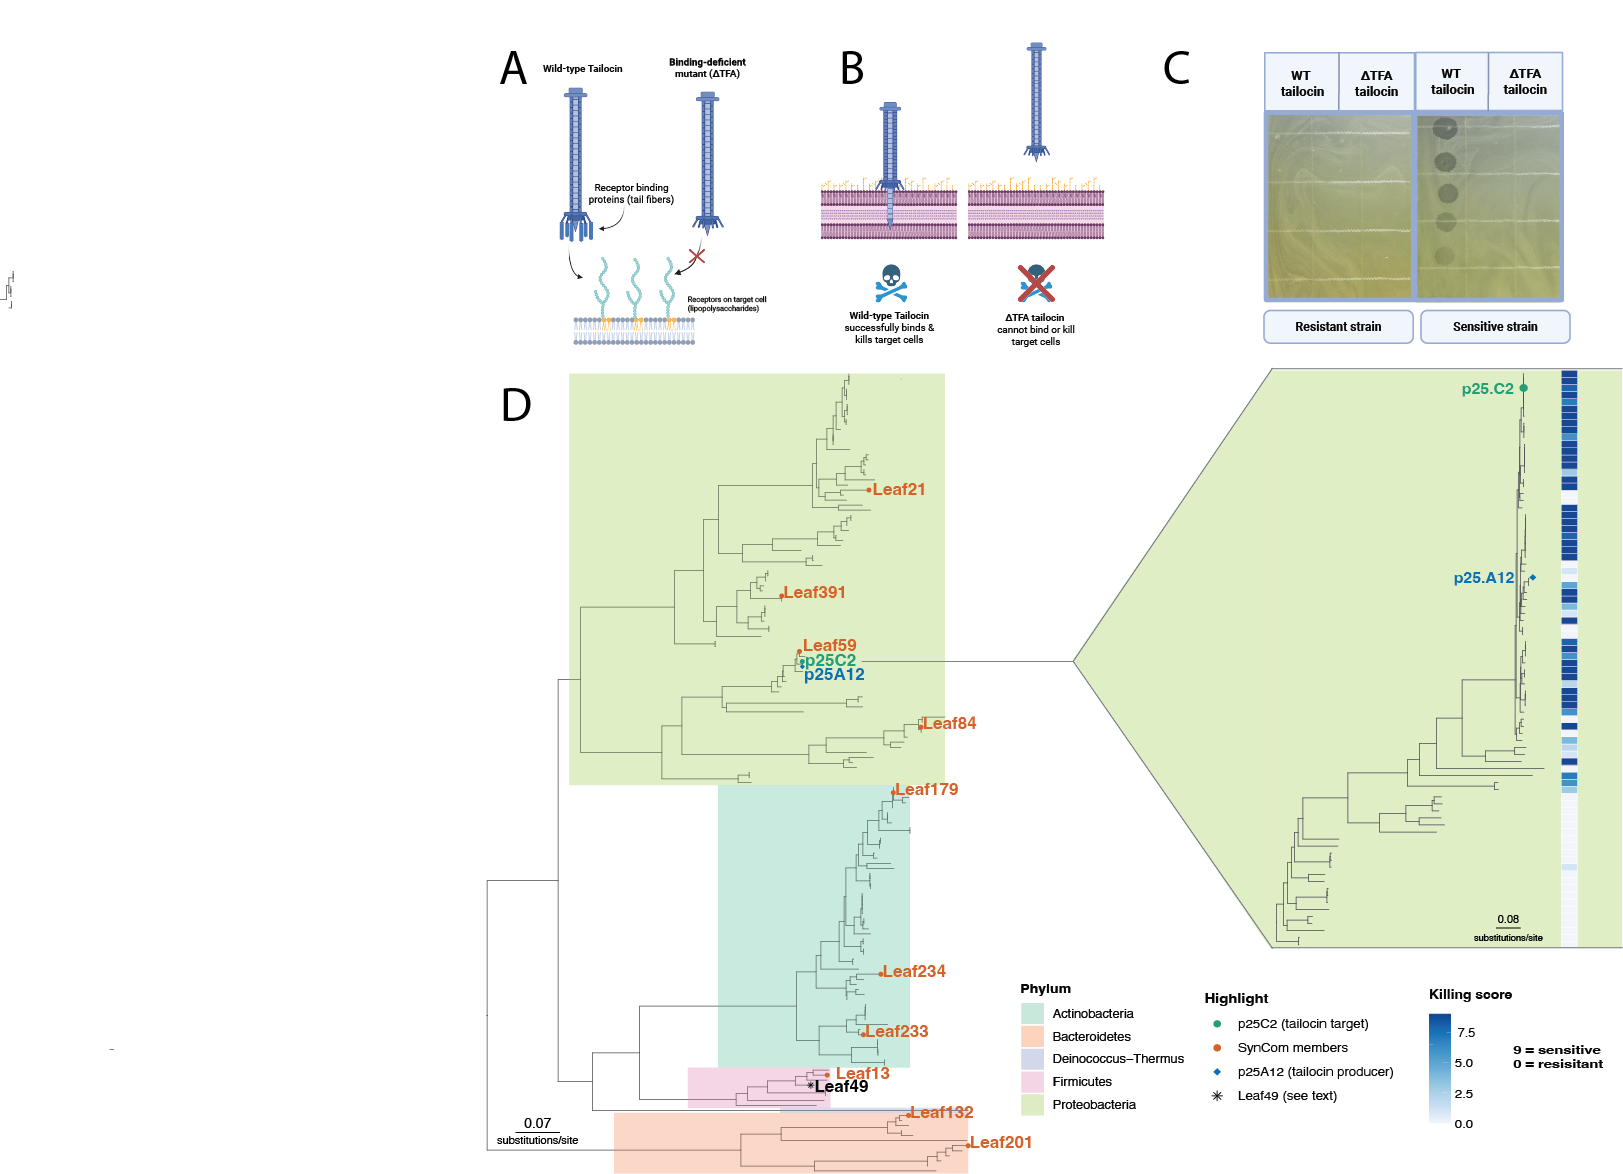 A
Wild-type Tailocin
Binding-deficient
mutant (ΔTFA)
Receptor binding
proteins (tail fibers)
Receptors on target cell
(lipopolysaccharides)
B
Wild-type Tailocin
successfully binds &
kills target cells
ΔTFA tailocin
cannot bind or kill
target cells
C
WT
tailocin
ΔTFA
tailocin
WT
tailocin
ΔTFA
tailocin
Resistant strain
Sensitive strain
D
Leaf21
Leaf391
Leaf59
p25C2
p25A12
Leaf84
Leaf179
Leaf234
Leaf233
Leaf13
Leaf49
Leaf132
Leaf201
0.07
substitutions/site
p25.C2
p25.A12
0.08
substitutions/site
Phylum
Actinobacteria
Bacteroidetes
Deinococcus–Thermus
Firmicutes
Proteobacteria
Highlight
p25C2 (tailocin target)
SynCom members
p25A12 (tailocin producer)
Leaf49 (see text)
Killing score
7.5
5.0
2.5
0.0
9 = sensitive
0 = resisitant